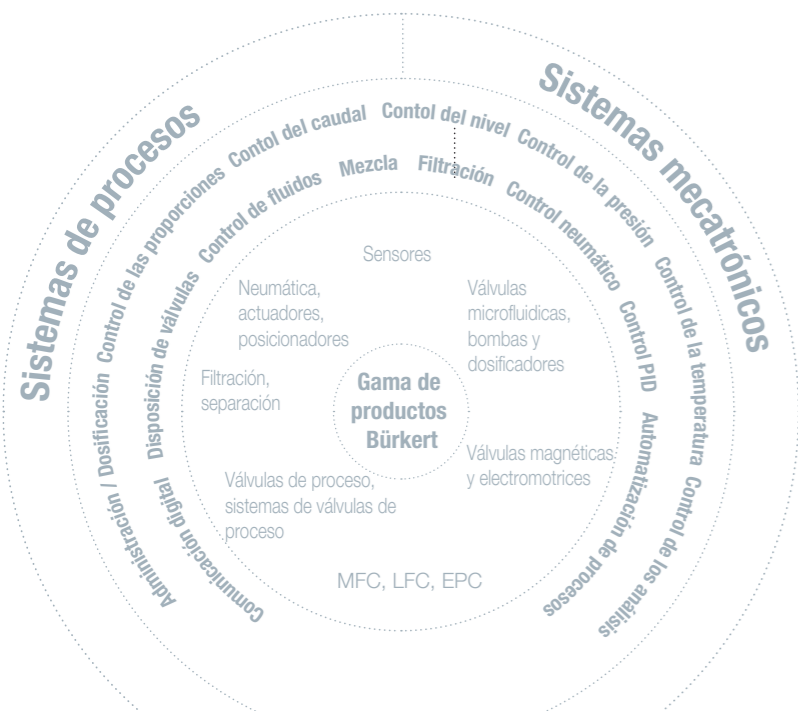 Sistemas de procesos
Sistemas mecatrónicos
Administración / Dosificación
Control de las proporciones
Contol del caudal
Contol del nivel
Control de la presión
Control de la temperatura
Control de los análisis
Comunicación digital
Disposición de válvulas
Control de fluidos
Mezcla
Filtración
Control neumático
Control PID
Automatización de procesos
Sensores
Neumática,
actuadores,
posicionadores
Válvulas
microfluidicas,
bombas y
dosificadores
Filtración,
separación
Gama de
productos
Bürkert
Válvulas magnéticas
y electromotrices
Válvulas de proceso,
sistemas de válvulas de
proceso
MFC, LFC, EPC